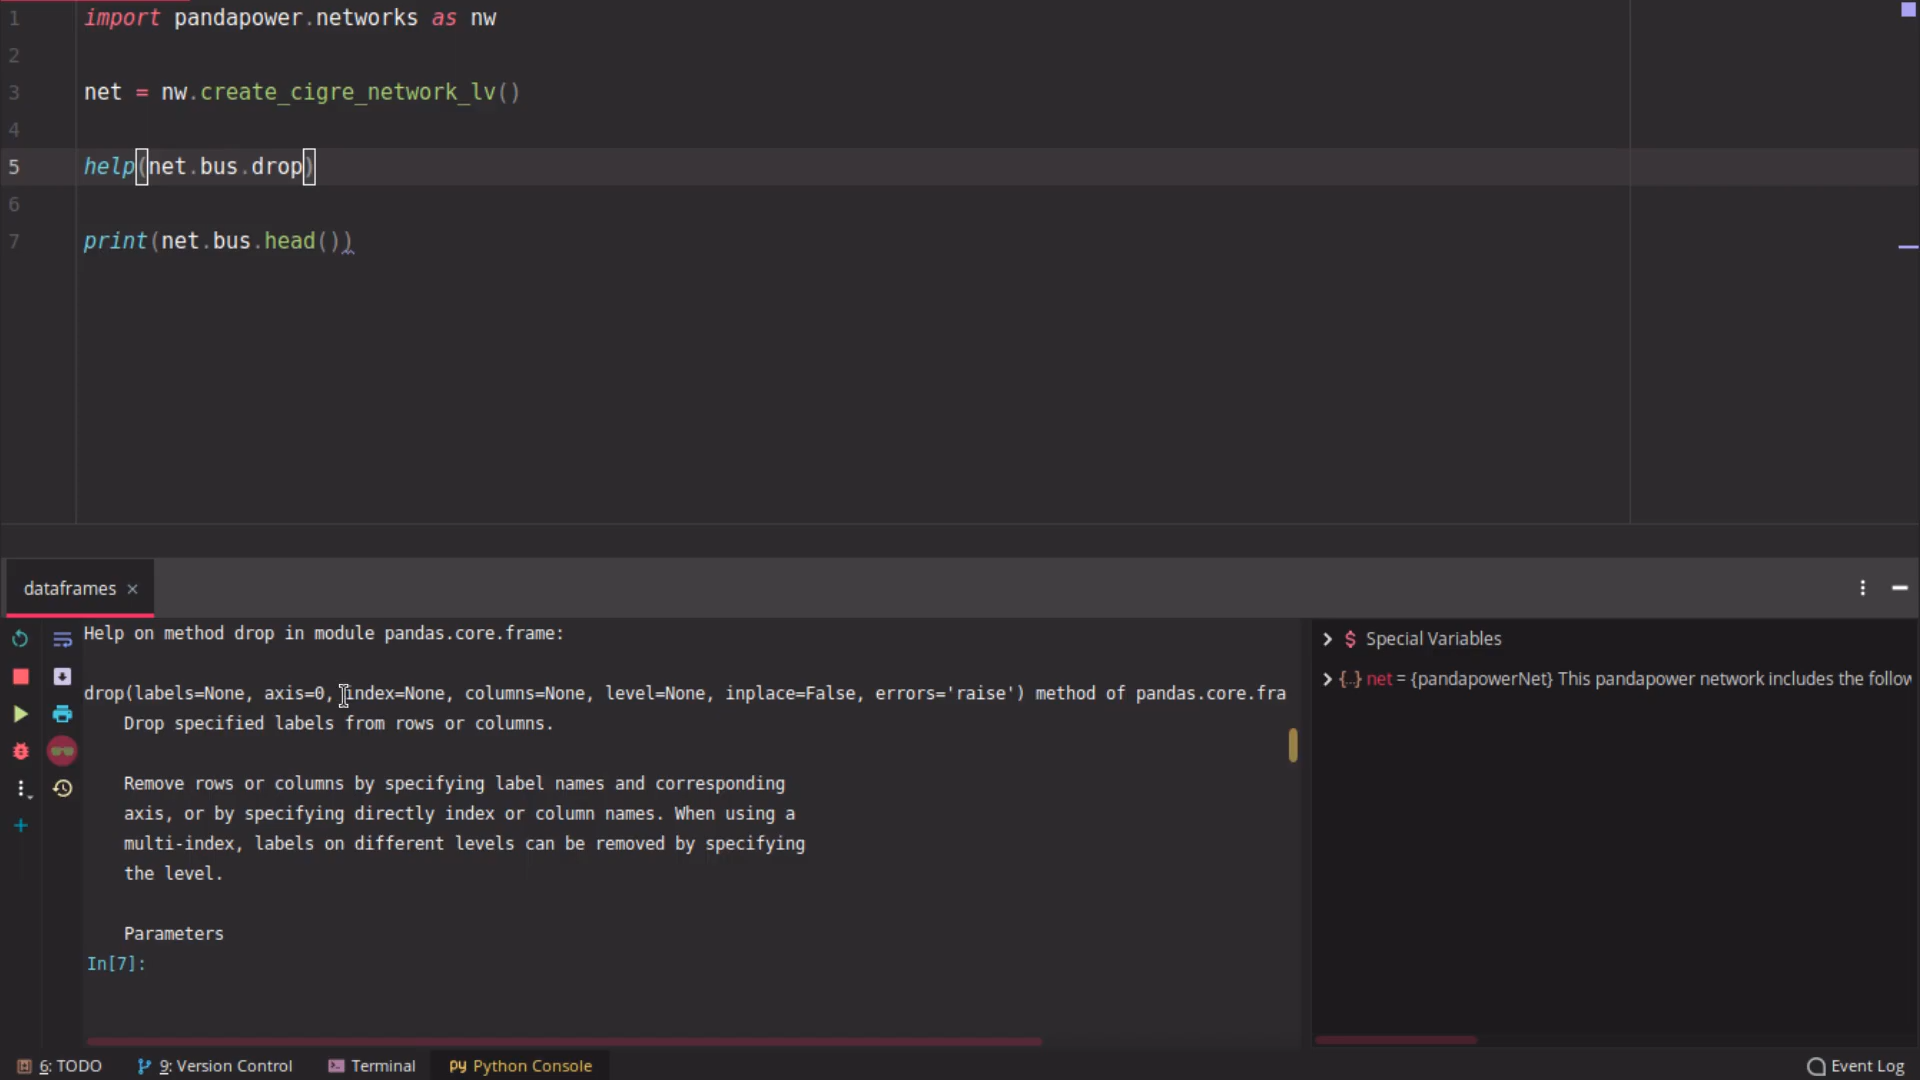 1 import pandapower.networks as nw
2
3 net = nw.create_cigre_network_lv()
4
5 help(net.bus.drop)
6
7 print(net.bus.head())
dataframes
Help on method drop in module pandas.core.frame:
drop(labels=None, axis=0, index=None, columns=None, level=None, inplace=False, errors='raise') method of pandas.core.fra
Drop specified labels from rows or columns.
Remove rows or columns by specifying label names and corresponding
axis, or by specifying directly index or column names. When using a
multi-index, labels on different levels can be removed by specifying
the level.
Parameters
In[7]:
Special Variables
net = {pandapowerNet} This pandapower network includes the follow
6: TODO 9: Version Control Terminal Python Console Event Log